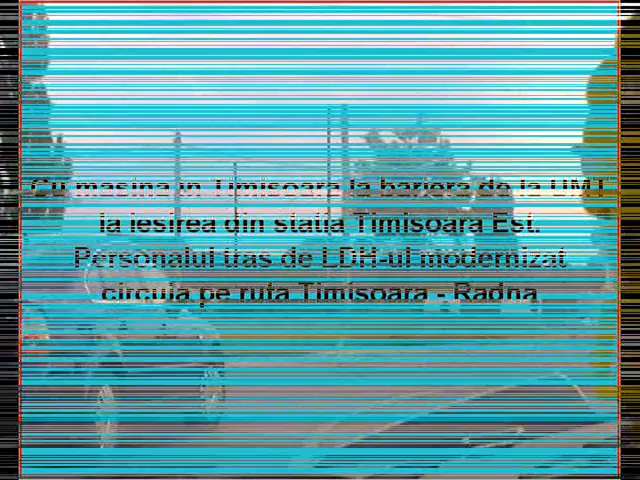 Cu masina in Timisoara la bariera de la UMT
la iesirea din statia Timisoara Est.
Personalul tras de LDH-ul modernizat
circula pe ruta Timisoara - Radna